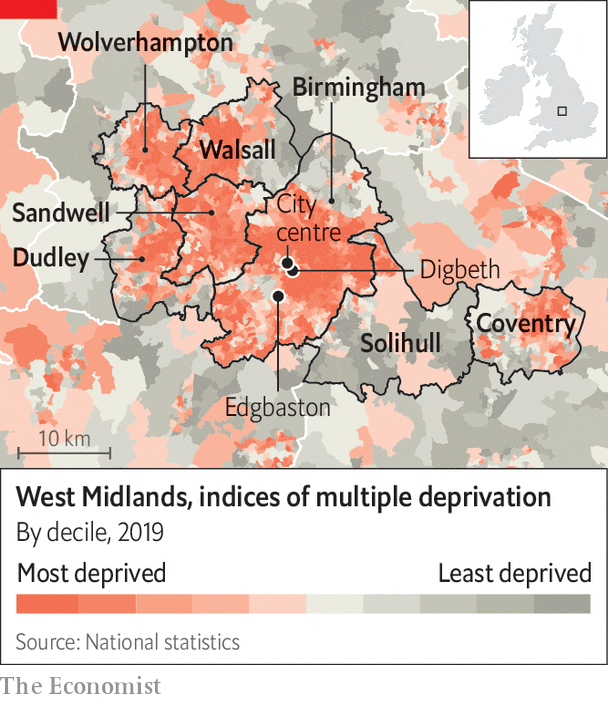 Wolverhampton
Birmingham
Walsall
City
centre
Sandwell
Dudley
Digbeth
Solihull
Coventry
Edgbaston
10 km
West Midlands, indices of multiple deprivation
By decile, 2019
Most deprived Least deprived
Source: National statistics
The Economist